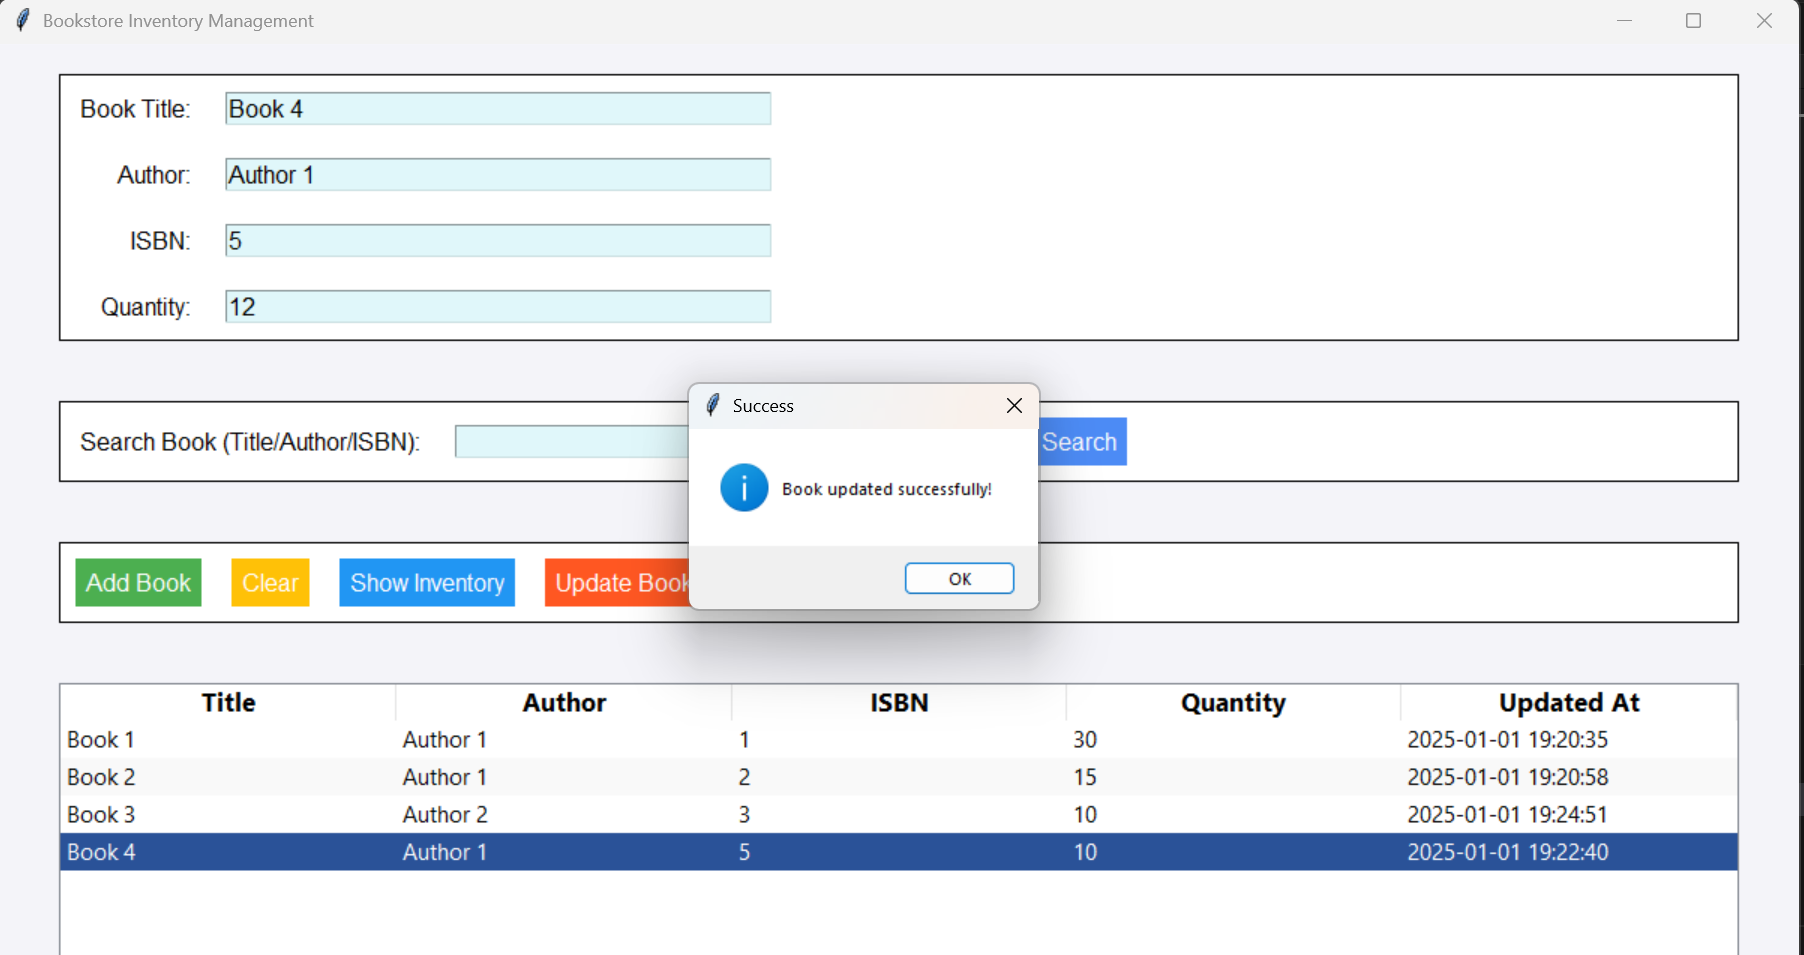 Bookstore Inventory Management
Book Title: Book 4
Author: Author 1
ISBN: 5
Quantity: 12
Success
Search Book (Title/Author/ISBN): Search
Book updated successfully!
Add Book Clear Show Inventory Update Book OK
Title Author ISBN Quantity Updated At
Book 1 Author 1 1 30 2025-01-01 19:20:35
Book 2 Author 1 2 15 2025-01-01 19:20:58
Book 3 Author 2 3 10 2025-01-01 19:24:51
Book 4 Author 1 5 10 2025-01-01 19:22:40